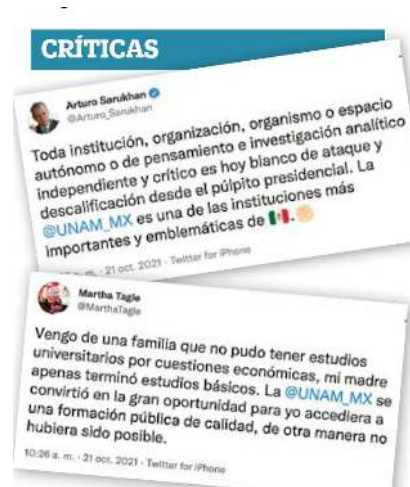 CRÍTICAS
Arturo Sarukhan
@Arturo_Sarukhan
Toda institución, organización, organismo o espacio
autónomo o de pensamiento e investigación analítico
independiente y crítico es hoy blanco de ataque y
descalificación desde el púlpito presidencial. La
@UNAM_MX es una de las instituciones más
importantes y emblemáticas de 🇲🇽.✊🏼
a. m. · 21 oct. 2021 · Twitter for iPhone
Martha Tagle
@MarthaTagle
Vengo de una familia que no pudo tener estudios
universitarios por cuestiones económicas, mi madre
apenas terminó estudios básicos. La @UNAM_MX se
convirtió en la gran oportunidad para yo accediera a
una formación pública de calidad, de otra manera no
hubiera sido posible.
10:26 a. m. · 21 oct. 2021 · Twitter for iPhone